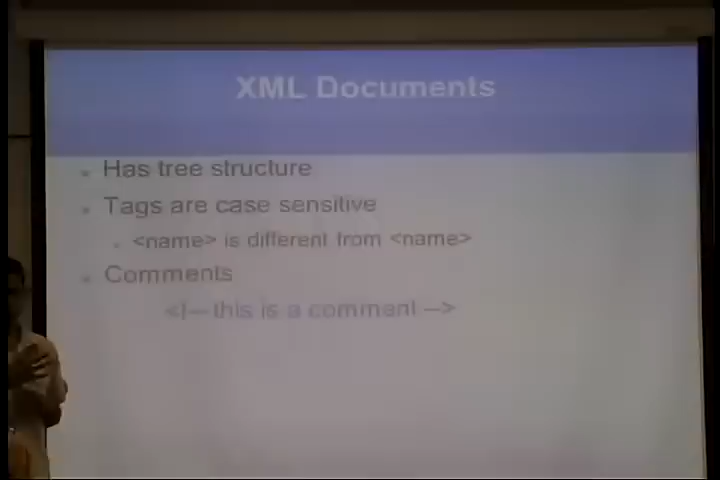 XML Documents
Has tree structure
Tags are case sensitive
<name> is different from <name>
Comments
<!-- this is a comment -->